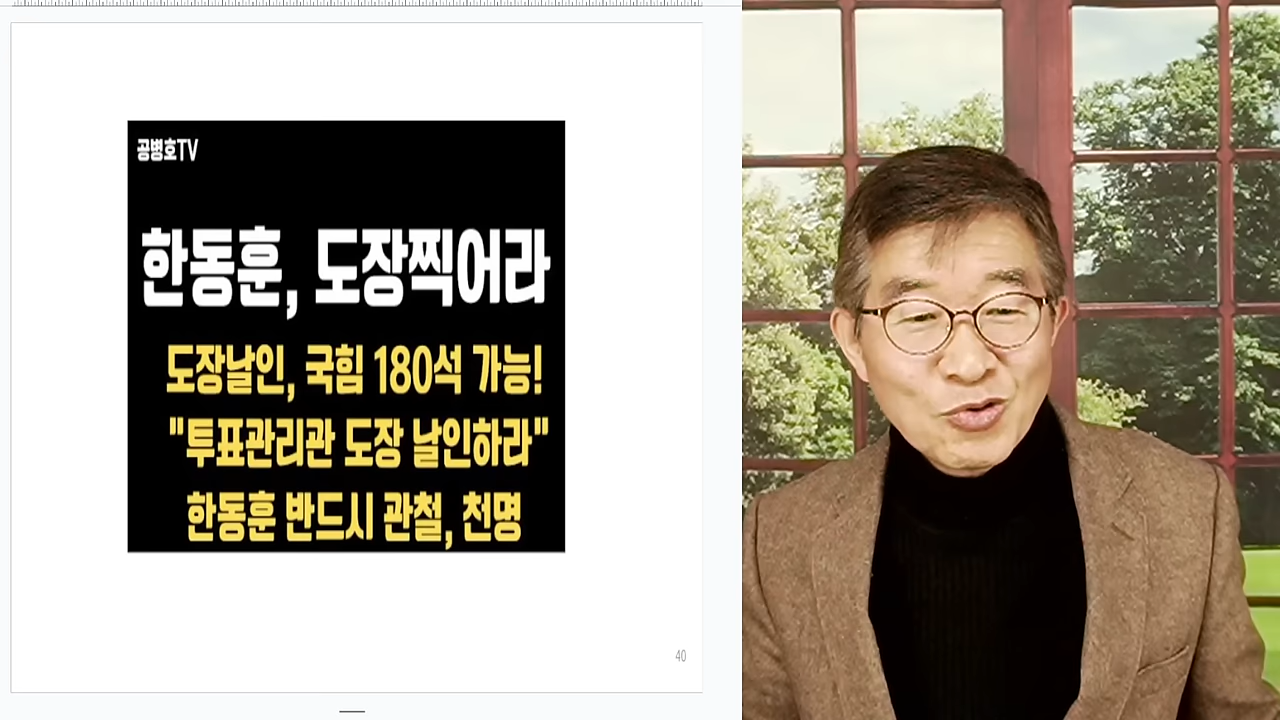 공병호TV
한동훈, 도장찍어라
도장날인, 국힘 180석 가능!
"투표관리관 도장 날인하라"
한동훈 반드시 관철, 천명
40